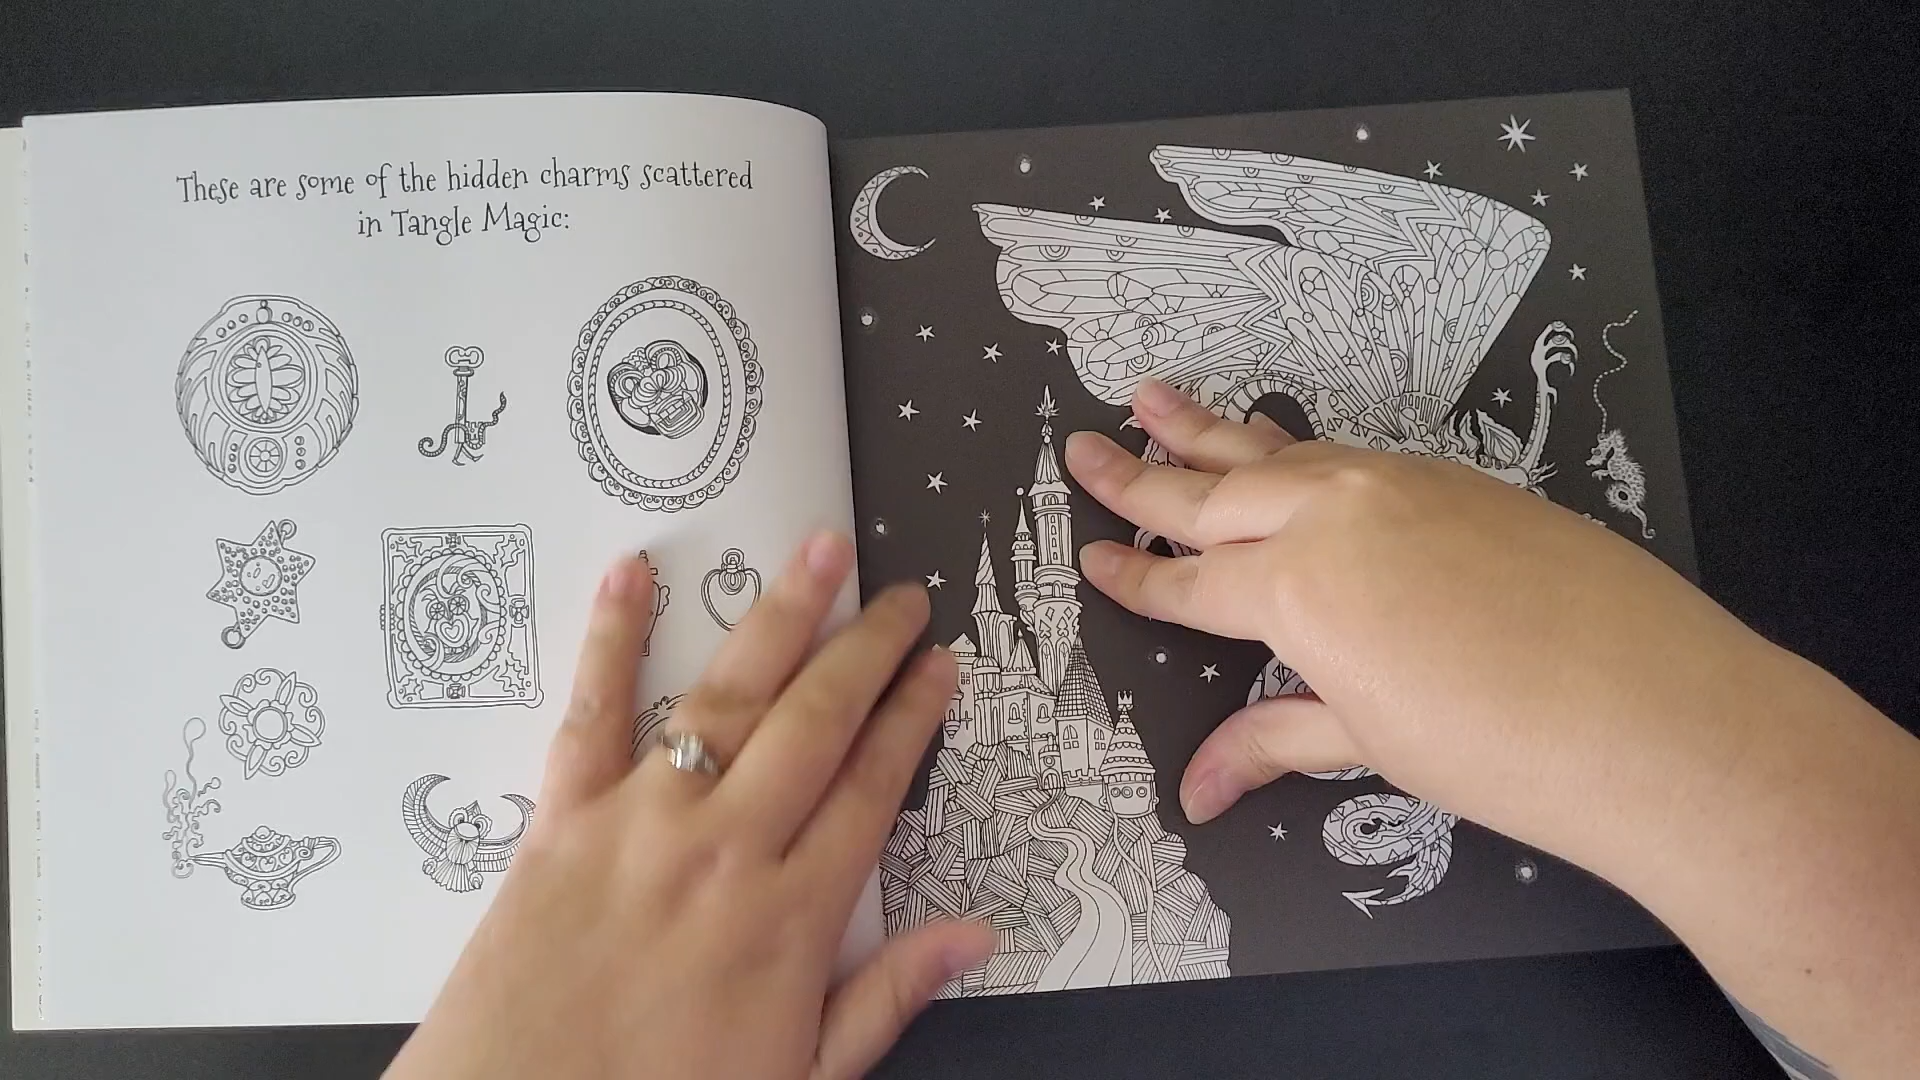 These are some of the hidden charms scattered
in Tangle Magic: